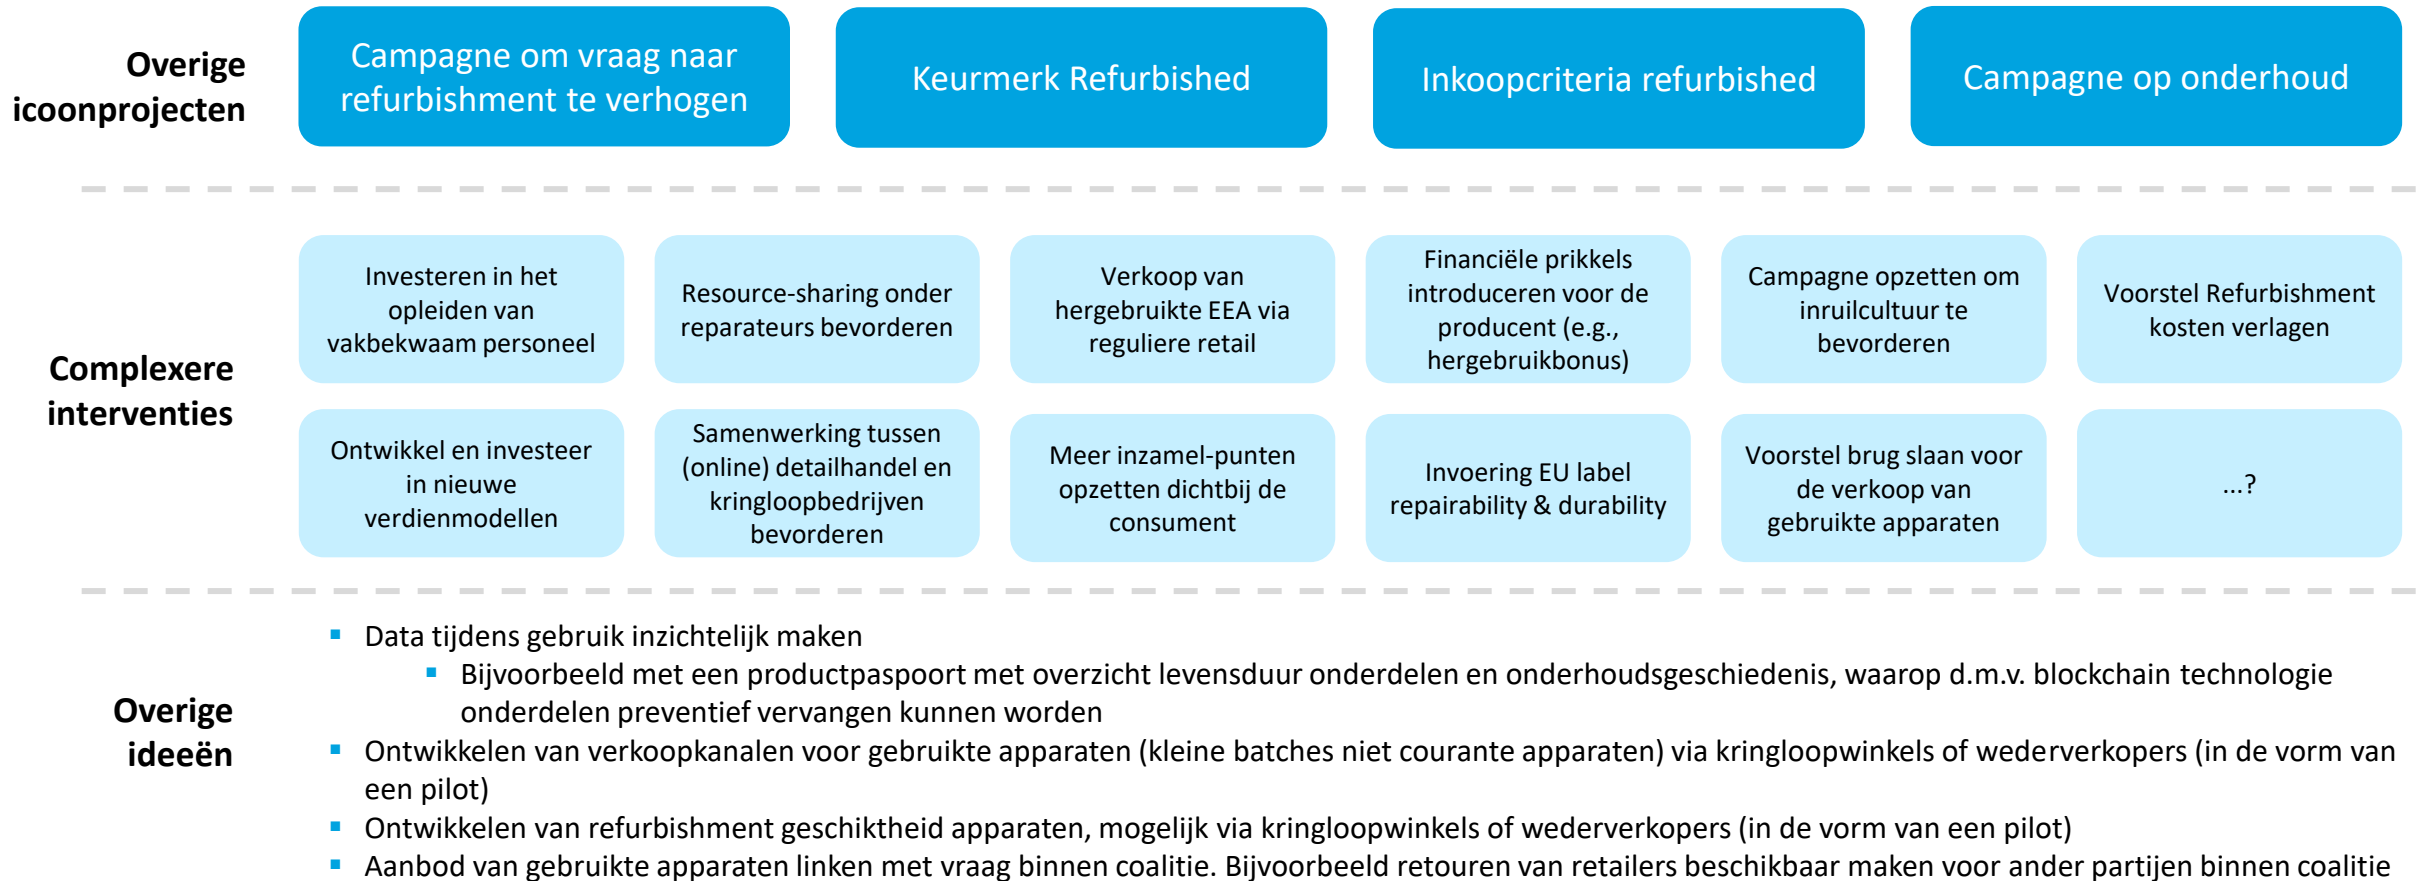 Overige
icoonprojecten
Campagne om vraag naar
refurbishment te verhogen
Keurmerk Refurbished
Inkoopcriteria refurbished
Campagne op onderhoud
Complexere
interventies
Investeren in het
opleiden van
vakbekwaam personeel
Resource-sharing onder
reparateurs bevorderen
Verkoop van
hergebruikte EEA via
reguliere retail
Financiële prikkels
introduceren voor de
producent (e.g.,
hergebruikbonus)
Campagne opzetten om
inruilcultuur te
bevorderen
Voorstel Refurbishment
kosten verlagen
Ontwikkel en investeer
in nieuwe
verdienmodellen
Samenwerking tussen
(online) detailhandel en
kringloopbedrijven
bevorderen
Meer inzamel-punten
opzetten dichtbij de
consument
Invoering EU label
repairability & durability
Voorstel brug slaan voor
de verkoop van
gebruikte apparaten
...?
Overige
ideeën
▪ Data tijdens gebruik inzichtelijk maken
▪ Bijvoorbeeld met een productpaspoort met overzicht levensduur onderdelen en onderhoudsgeschiedenis, waarop d.m.v. blockchain technologie
onderdelen preventief vervangen kunnen worden
▪ Ontwikkelen van verkoopkanalen voor gebruikte apparaten (kleine batches niet courante apparaten) via kringloopwinkels of wederverkopers (in de vorm van
een pilot)
▪ Ontwikkelen van refurbishment geschiktheid apparaten, mogelijk via kringloopwinkels of wederverkopers (in de vorm van een pilot)
▪ Aanbod van gebruikte apparaten linken met vraag binnen coalitie. Bijvoorbeeld retouren van retailers beschikbaar maken voor ander partijen binnen coalitie